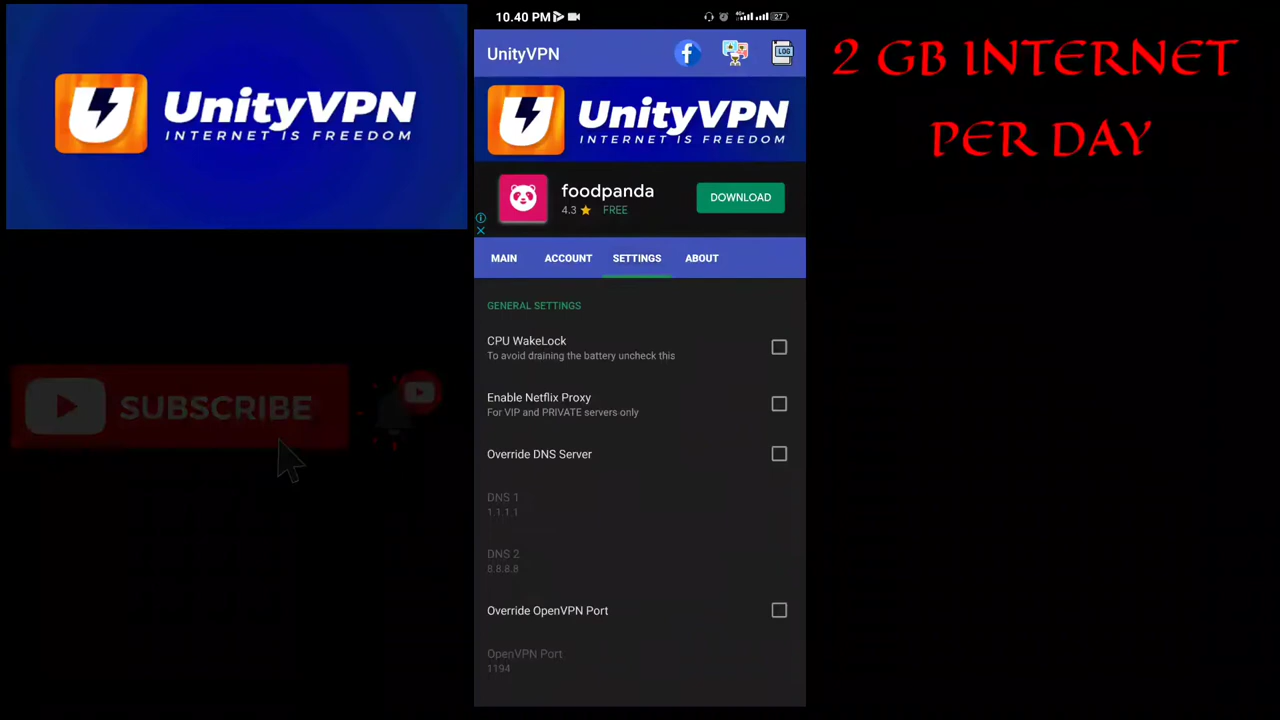 UnityVPN
INTERNET IS FREEDOM
SUBSCRIBE
10.40 PM
4G
27
UnityVPN
LOG
UnityVPN
INTERNET IS FREEDOM
foodpanda
4.3 FREE
DOWNLOAD
MAIN ACCOUNT SETTINGS ABOUT
GENERAL SETTINGS
CPU WakeLock
To avoid draining the battery uncheck this
Enable Netflix Proxy
For VIP and PRIVATE servers only
Override DNS Server
DNS 1
1.1.1.1
DNS 2
8.8.8.8
Override OpenVPN Port
OpenVPN Port
1194
2 GB INTERNET
PER DAY